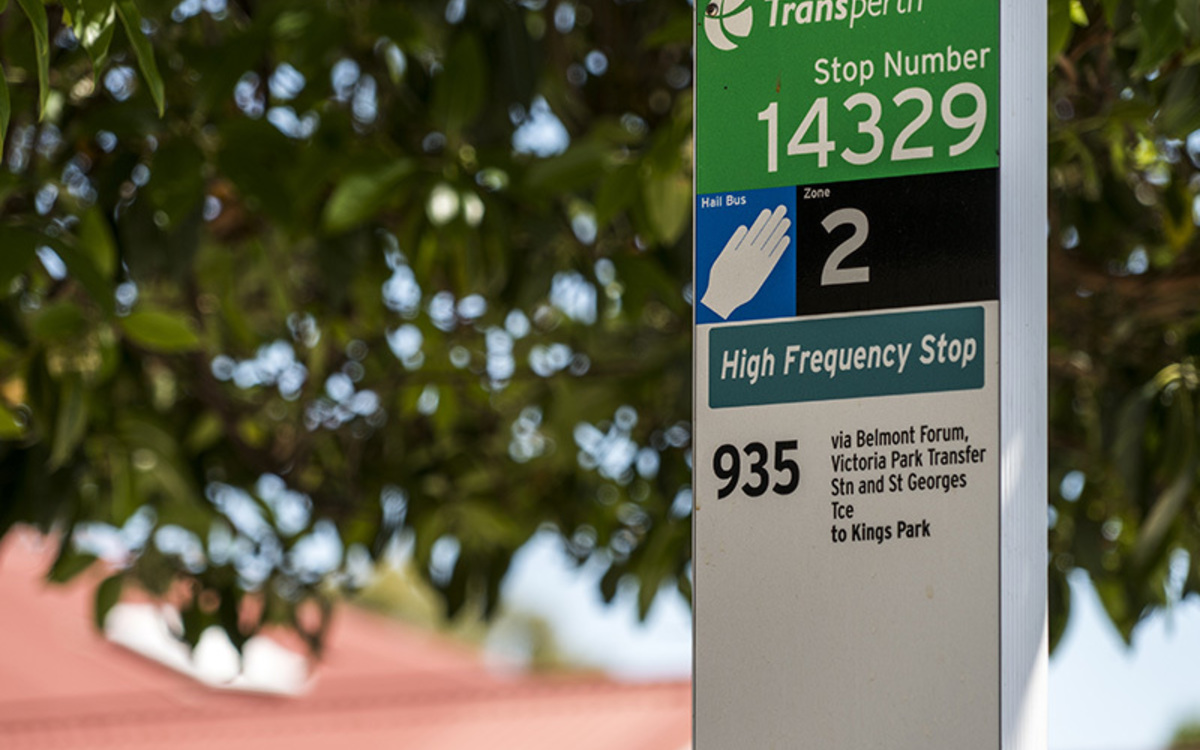 Transperth
Stop Number
14329
Hail Bus
Zone
2
High Frequency Stop
935
via Belmont Forum,
Victoria Park Transfer
Stn and St Georges
Tce
to Kings Park